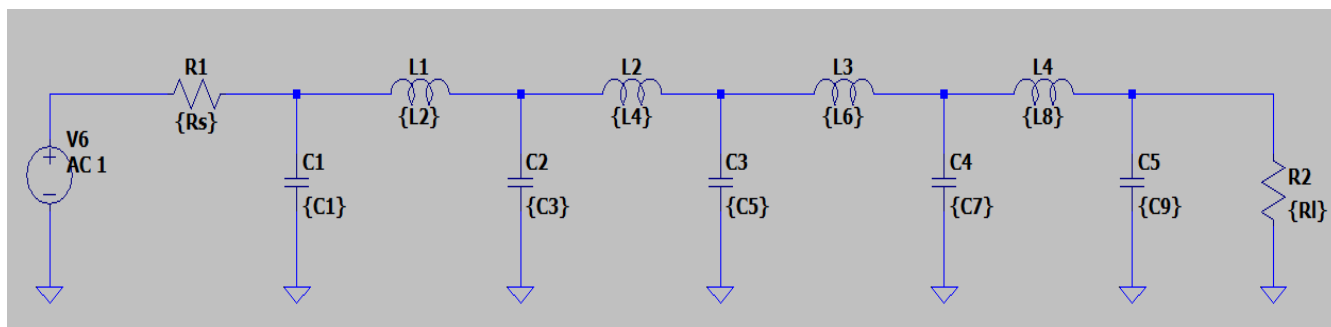 R1
{Rs}
L1
{L2}
L2
{L4}
L3
{L6}
L4
{L8}
V6
AC 1
C1
{C1}
C2
{C3}
C3
{C5}
C4
{C7}
C5
{C9}
R2
{Rl}